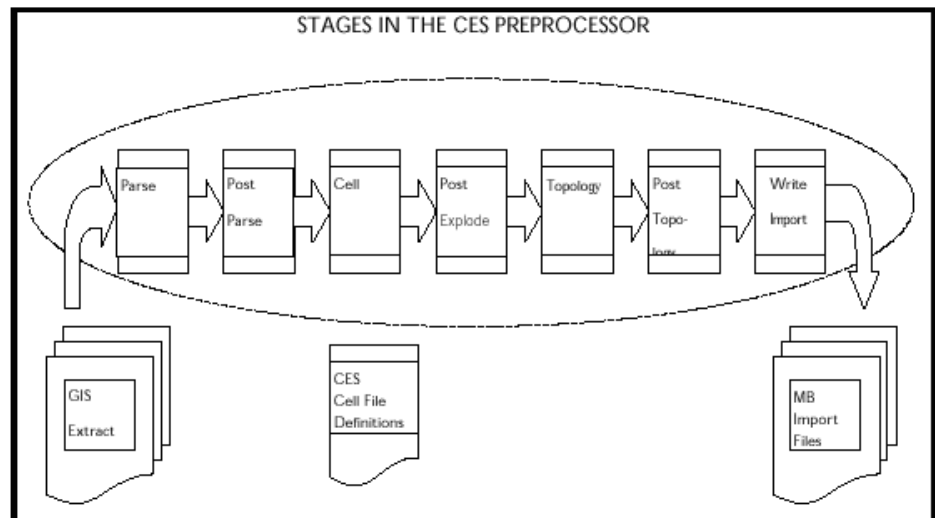 STAGES IN THE CES PREPROCESSOR
Parse
Post
Parse
Cell
Post
Explode
Topology
Post
Topo-
logy
Write
Import
GIS
Extract
CES
Cell File
Definitions
MB
Import
Files